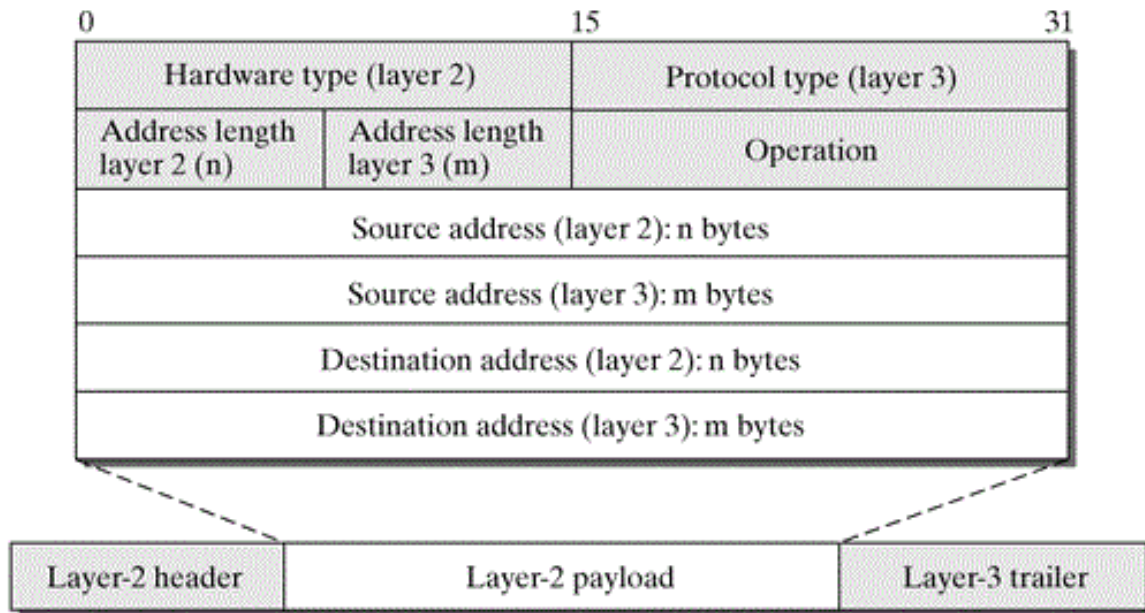 0 15 31
Hardware type (layer 2) Protocol type (layer 3)
Address length layer 2 (n) Address length layer 3 (m) Operation
Source address (layer 2): n bytes
Source address (layer 3): m bytes
Destination address (layer 2): n bytes
Destination address (layer 3): m bytes
Layer-2 header Layer-2 payload Layer-3 trailer